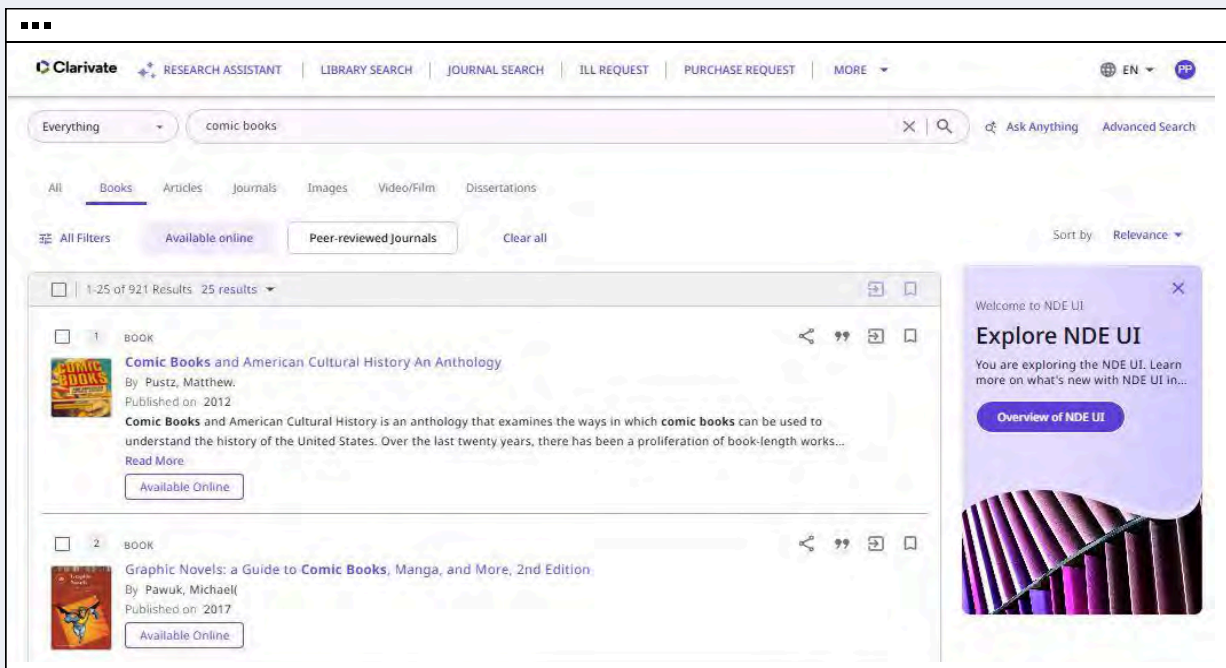 Clarivate RESEARCH ASSISTANT LIBRARY SEARCH JOURNAL SEARCH ILL REQUEST PURCHASE REQUEST MORE EN PP
Everything comic books Ask Anything Advanced Search
All Books Articles Journals Images Video/Film Dissertations
All Filters Available online Peer-reviewed Journals Clear all Sort by Relevance
1-25 of 921 Results 25 results
1 BOOK
COMIC BOOKS
Comic Books and American Cultural History An Anthology
By Pustz, Matthew.
Published on 2012
Comic Books and American Cultural History is an anthology that examines the ways in which comic books can be used to
understand the history of the United States. Over the last twenty years, there has been a proliferation of book-length works...
Read More
Available Online
2 BOOK
Graphic Novels
Graphic Novels: a Guide to Comic Books, Manga, and More, 2nd Edition
By Pawuk, Michael(
Published on 2017
Available Online
Welcome to NDE UI
Explore NDE UI
You are exploring the NDE UI. Learn
more on what's new with NDE UI in...
Overview of NDE UI